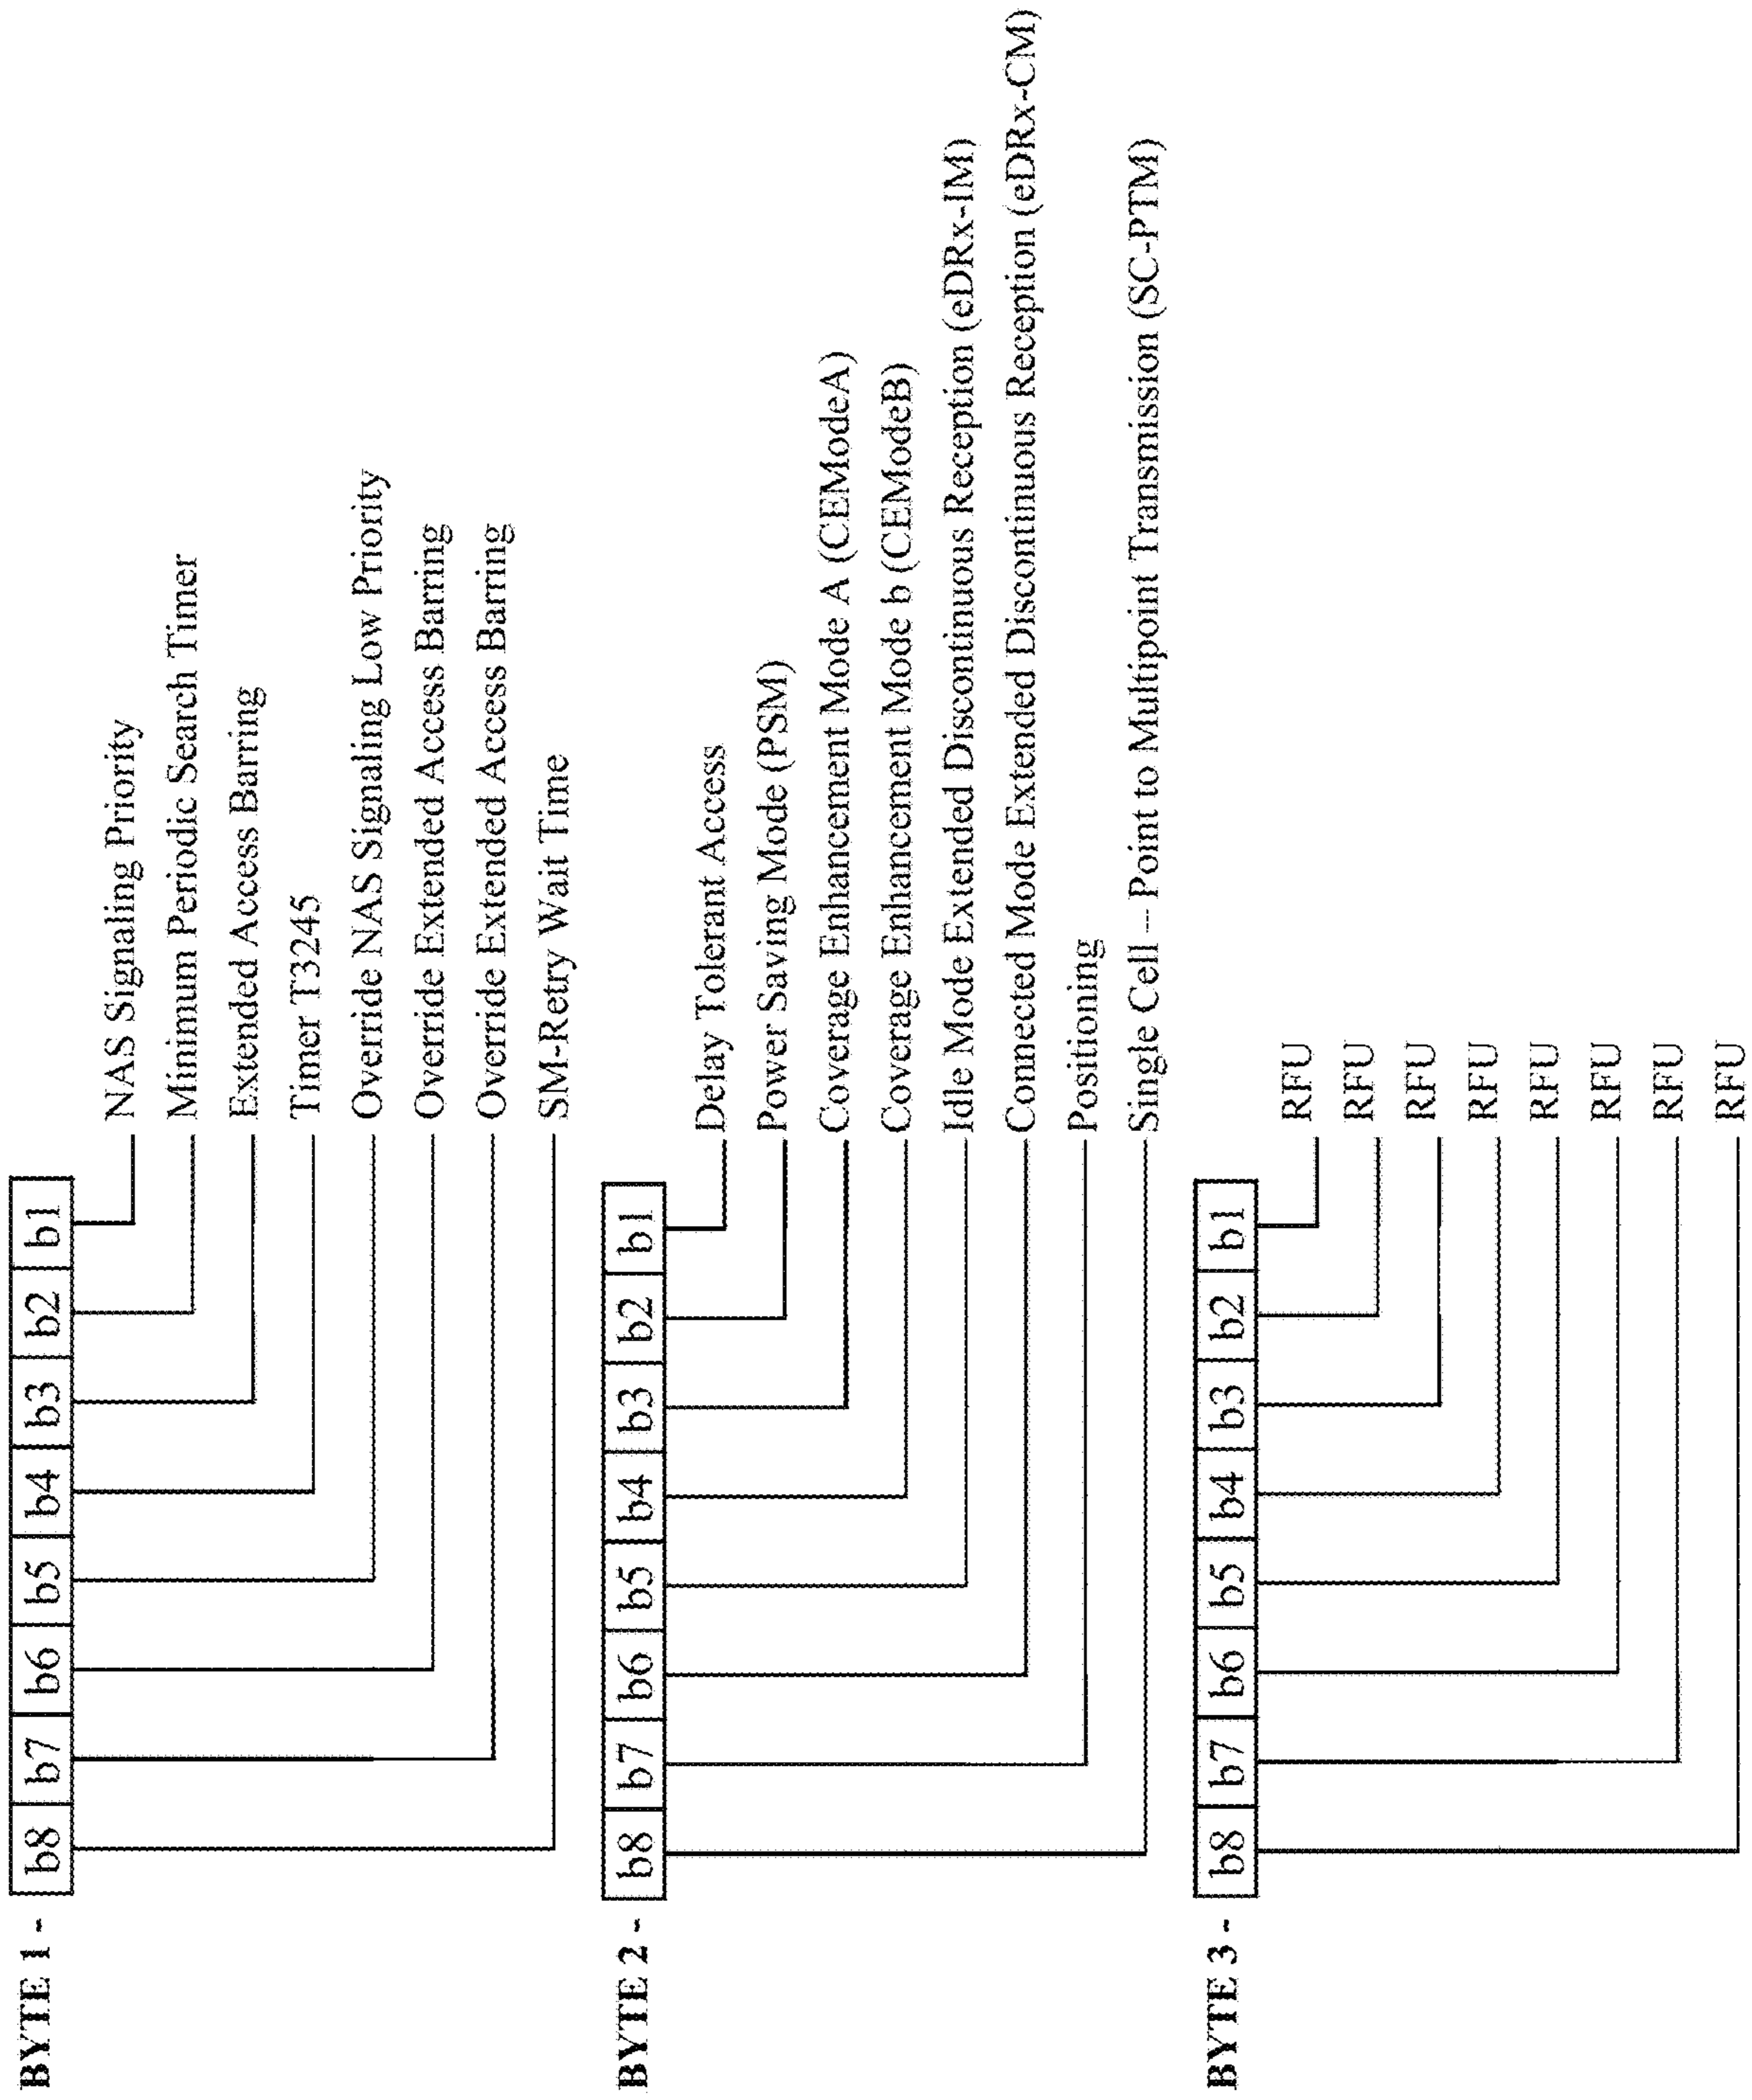 BYTE 1 - b8 b7 b6 b5 b4 b3 b2 b1
NAS Signaling Priority
Minimum Periodic Search Timer
Extended Access Barring
Timer T3245
Override NAS Signaling Low Priority
Override Extended Access Barring
Override Extended Access Barring
SM-Retry Wait Time
BYTE 2 - b8 b7 b6 b5 b4 b3 b2 b1
Delay Tolerant Access
Power Saving Mode (PSM)
Coverage Enhancement Mode A (CEModeA)
Coverage Enhancement Mode b (CEModeB)
Idle Mode Extended Discontinuous Reception (eDRx-IM)
Connected Mode Extended Discontinuous Reception (eDRx-CM)
Positioning
Single Cell – Point to Multipoint Transmission (SC-PTM)
BYTE 3 - b8 b7 b6 b5 b4 b3 b2 b1
RFU
RFU
RFU
RFU
RFU
RFU
RFU
RFU